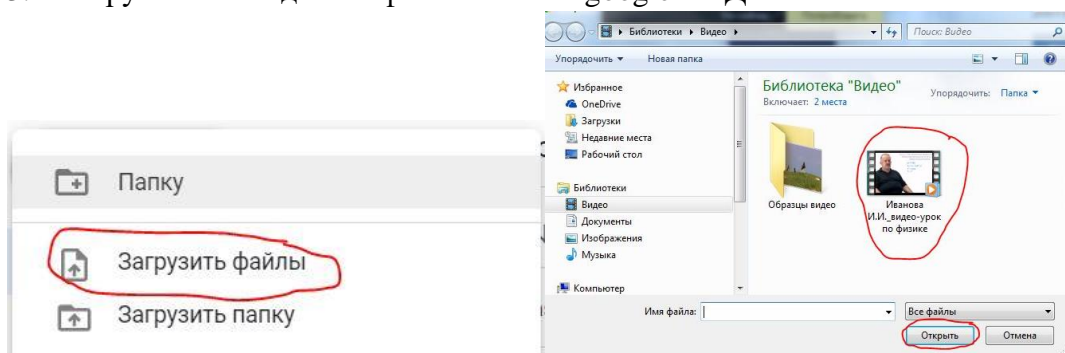 Папку
Загрузить файлы
Загрузить папку
Библиотеки
Видео
Поиск: Видео
Упорядочить
Новая папка
Избранное
OneDrive
Загрузки
Недавние места
Рабочий стол
Библиотеки
Видео
Документы
Изображения
Музыка
Компьютер
Библиотека "Видео"
Включает: 2 места
Упорядочить: Папка
Образцы видео
Иванова
И.И._видео-урок
по физике
Имя файла:
Все файлы
Открыть
Отмена